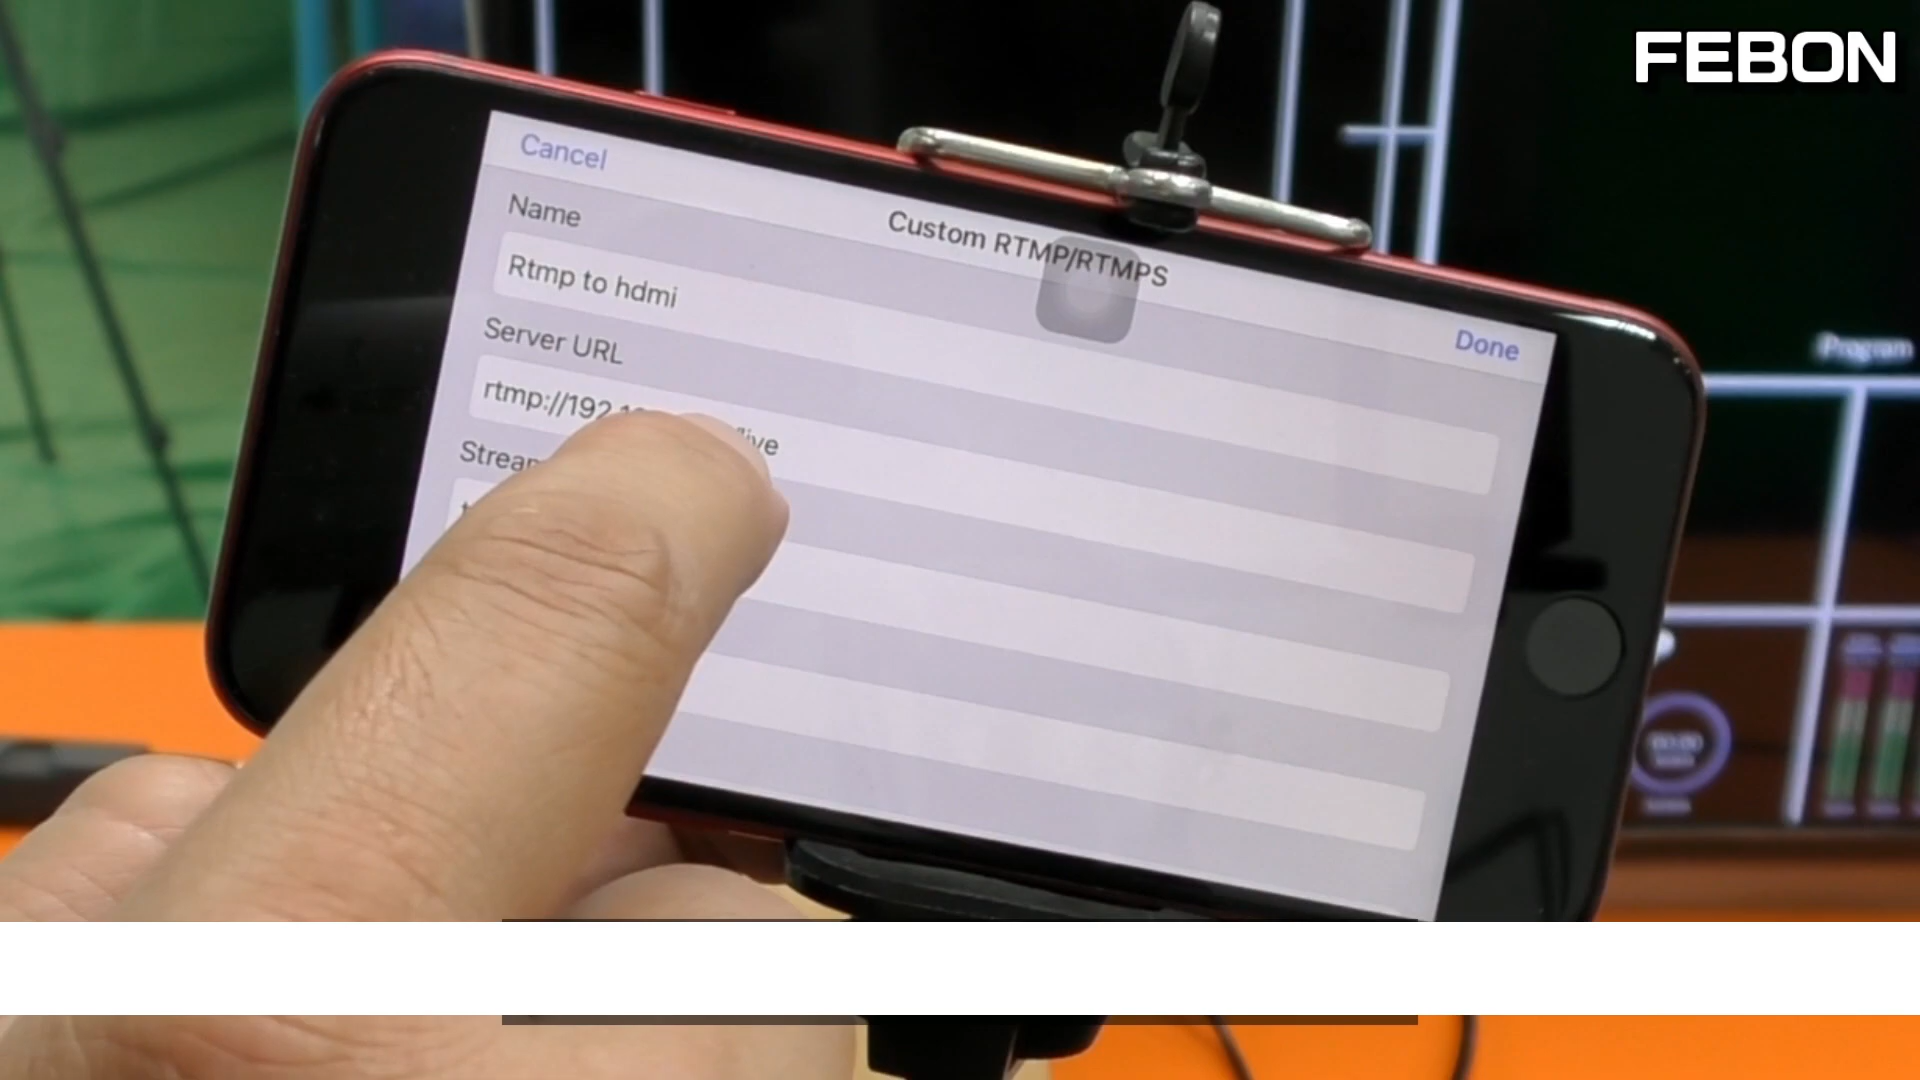 FEBON
Cancel
Custom RTMP/RTMPS
Done
Name
Rtmp to hdmi
Server URL
rtmp://192. /live
Program